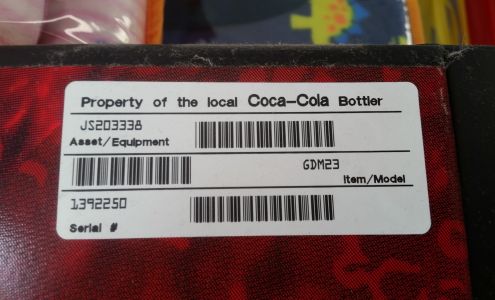 Property of the local Coca-Cola Bottler
JS203338
Asset/Equipment
GDM23
Item/Model
1392250
Serial #